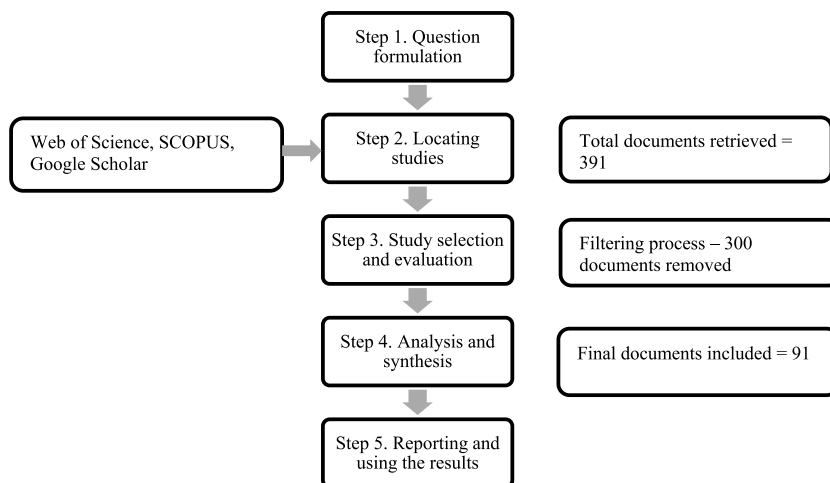 Step 1. Question
formulation
Web of Science, SCOPUS,
Google Scholar
Step 2. Locating
studies
Total documents retrieved =
391
Step 3. Study selection
and evaluation
Filtering process – 300
documents removed
Step 4. Analysis and
synthesis
Final documents included = 91
Step 5. Reporting and
using the results